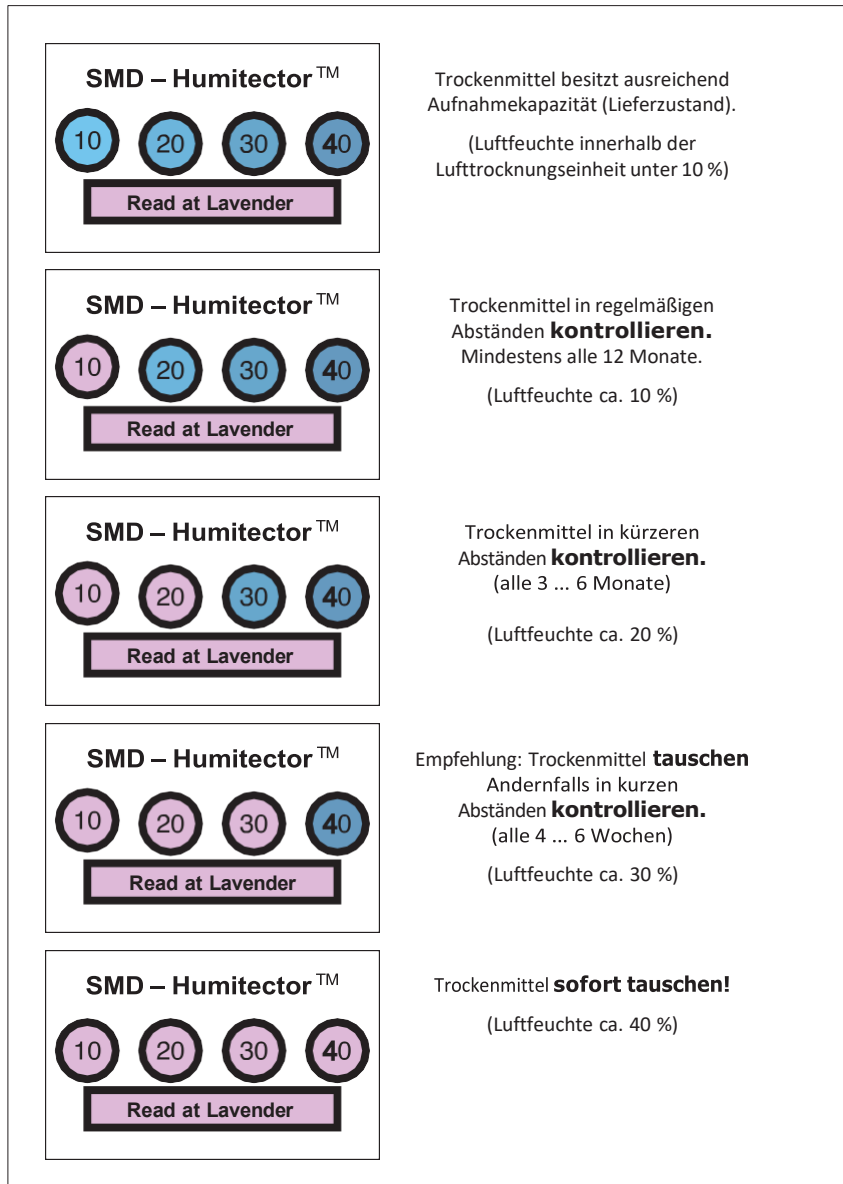 SMD – Humitector™
10 20 30 40
Read at Lavender
Trockenmittel besitzt ausreichend
Aufnahmekapazität (Lieferzustand).
(Luftfeuchte innerhalb der
Lufttrocknungseinheit unter 10 %)
SMD – Humitector™
10 20 30 40
Read at Lavender
Trockenmittel in regelmäßigen
Abständen kontrollieren.
Mindestens alle 12 Monate.
(Luftfeuchte ca. 10 %)
SMD – Humitector™
10 20 30 40
Read at Lavender
Trockenmittel in kürzeren
Abständen kontrollieren.
(alle 3 ... 6 Monate)
(Luftfeuchte ca. 20 %)
SMD – Humitector™
10 20 30 40
Read at Lavender
Empfehlung: Trockenmittel tauschen
Andernfalls in kurzen
Abständen kontrollieren.
(alle 4 ... 6 Wochen)
(Luftfeuchte ca. 30 %)
SMD – Humitector™
10 20 30 40
Read at Lavender
Trockenmittel sofort tauschen!
(Luftfeuchte ca. 40 %)